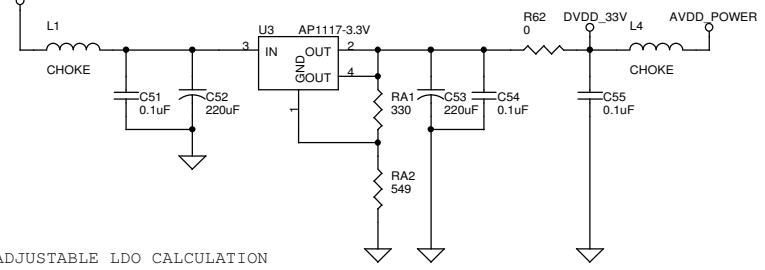 L1
CHOKE
U3 AP1117-3.3V
3 IN OUT 2
GND
OUT 4
1
C51
0.1uF
C52
220uF
RA1
330
RA2
549
C53
220uF
C54
0.1uF
R62
0
DVDD_33V
L4
CHOKE
AVDD_POWER
C55
0.1uF
ADJUSTABLE LDO CALCULATION